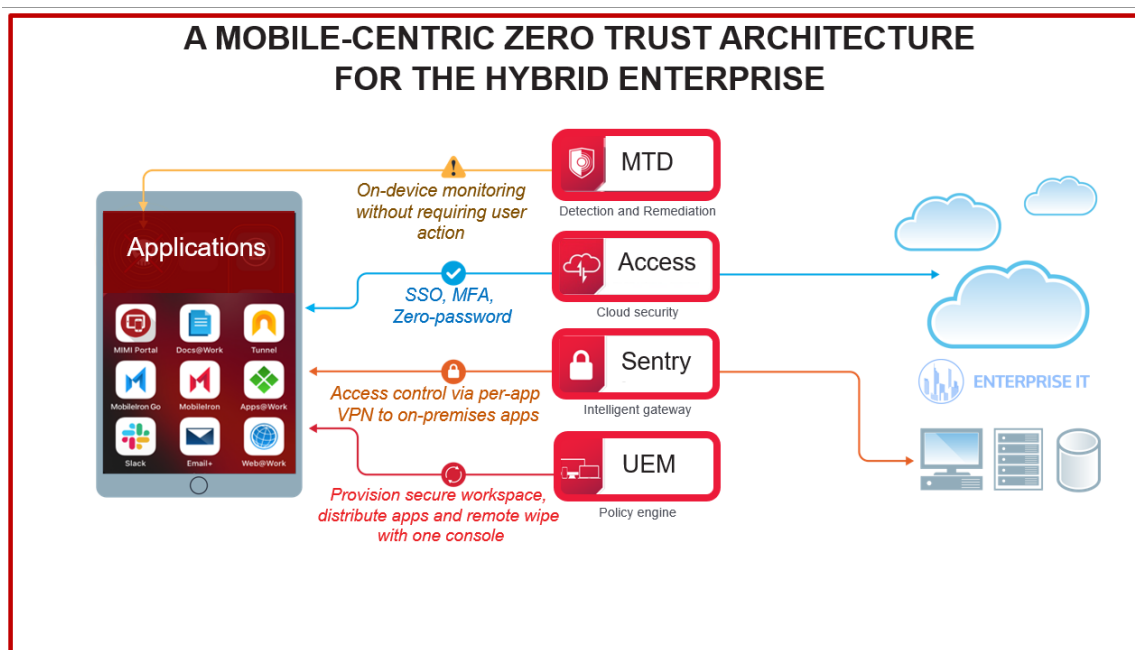 A MOBILE-CENTRIC ZERO TRUST ARCHITECTURE
FOR THE HYBRID ENTERPRISE
MTD
Detection and Remediation
On-device monitoring
without requiring user
action
Applications
Access
Cloud security
SSO, MFA,
Zero-password
MIMI Portal
Docs@Work
Tunnel
Sentry
Intelligent gateway
Access control via per-app
VPN to on-premises apps
ENTERPRISE IT
MobileIron Go
MobileIron
Apps@Work
UEM
Policy engine
Slack
Email+
Web@Work
Provision secure workspace,
distribute apps and remote wipe
with one console